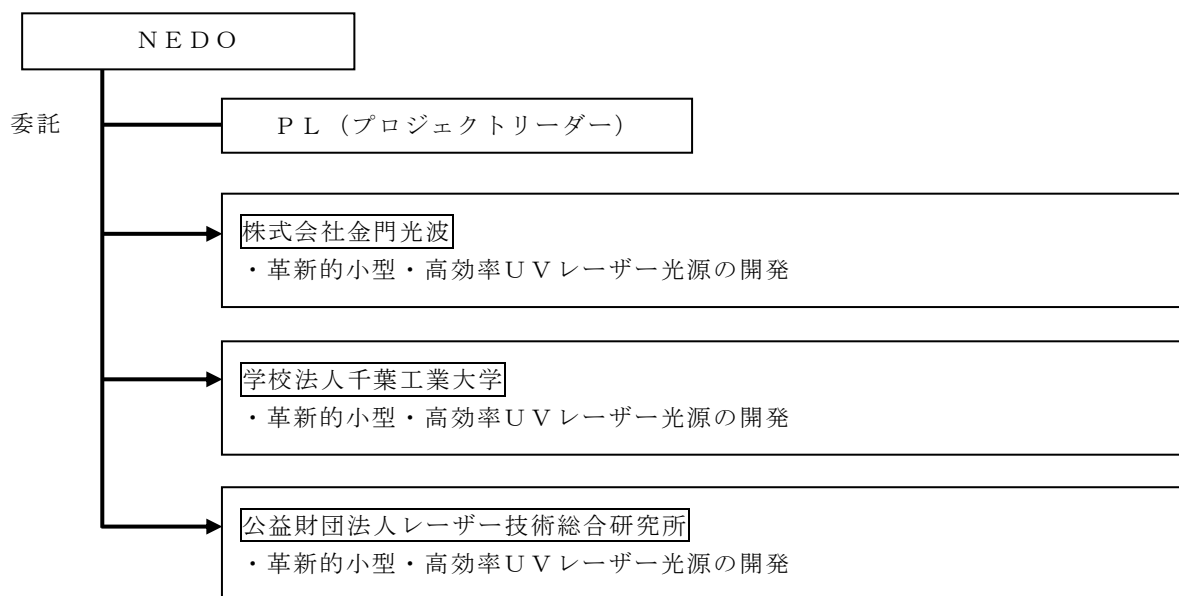 ＮＥＤＯ
委託
ＰＬ（プロジェクトリーダー）
株式会社金門光波
・革新的小型・高効率ＵＶレーザー光源の開発
学校法人千葉工業大学
・革新的小型・高効率ＵＶレーザー光源の開発
公益財団法人レーザー技術総合研究所
・革新的小型・高効率ＵＶレーザー光源の開発